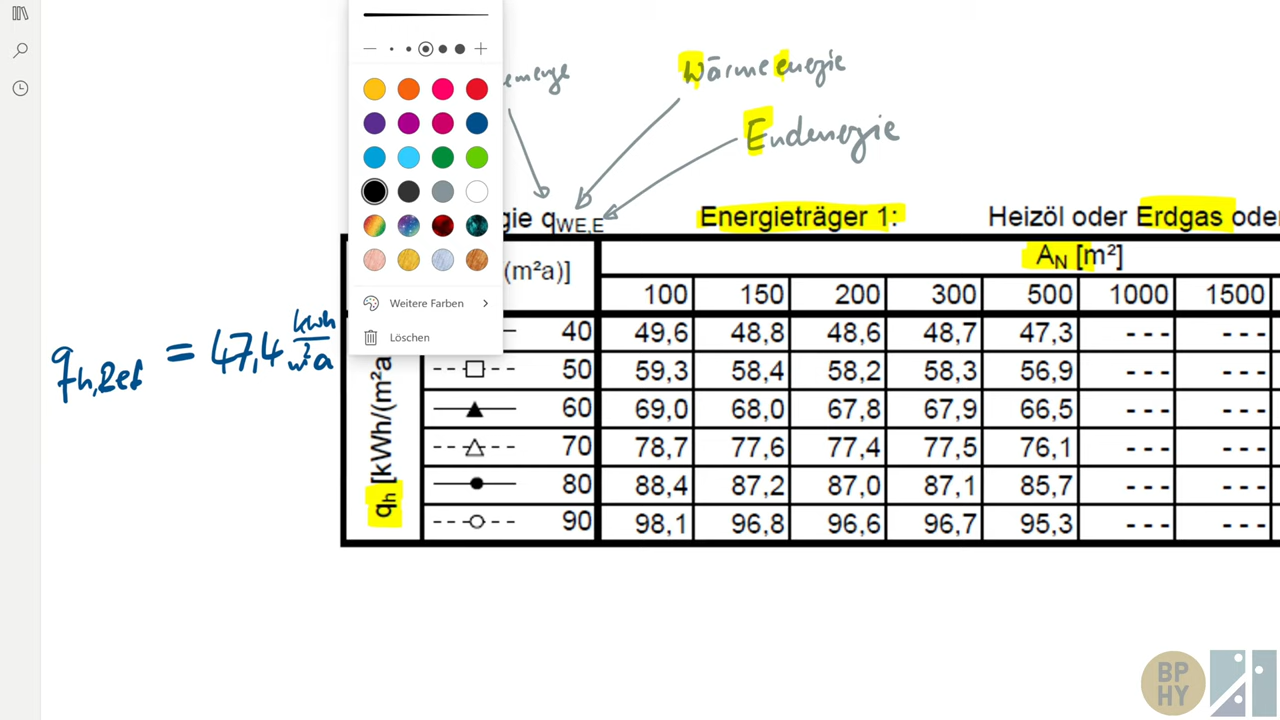 Wärmeenergie
Endenergie
gie qWE,E
Energieträger 1:
Heizöl oder Erdgas oder
(m²a)]
AN [m²]
100 150 200 300 500 1000 1500
40 49,6 48,8 48,6 48,7 47,3 --- ---
50 59,3 58,4 58,2 58,3 56,9 --- ---
60 69,0 68,0 67,8 67,9 66,5 --- ---
70 78,7 77,6 77,4 77,5 76,1 --- ---
80 88,4 87,2 87,0 87,1 85,7 --- ---
90 98,1 96,8 96,6 96,7 95,3 --- ---
qh [kWh/(m²a
qh,Ref = 47,4 kWh/m²a
Weitere Farben
Löschen
BP
HY